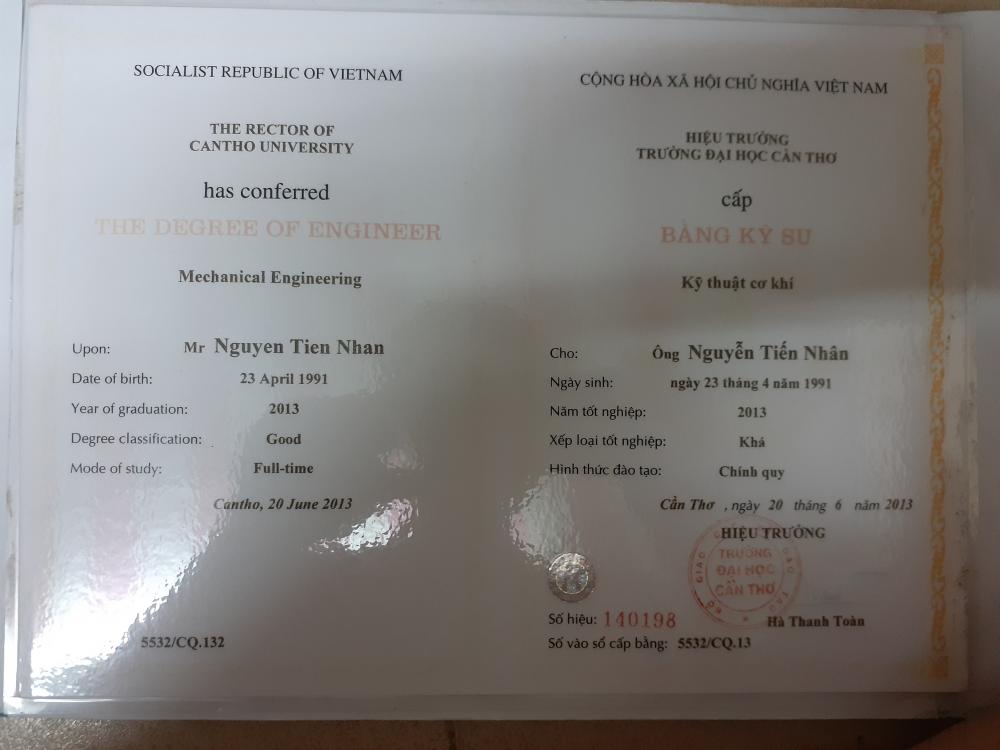 SOCIALIST REPUBLIC OF VIETNAM
THE RECTOR OF
CANTHO UNIVERSITY
has conferred
THE DEGREE OF ENGINEER
Mechanical Engineering
Upon: Mr Nguyen Tien Nhan
Date of birth: 23 April 1991
Year of graduation: 2013
Degree classification: Good
Mode of study: Full-time
Cantho, 20 June 2013
5532/CQ.132
CỘNG HÒA XÃ HỘI CHỦ NGHĨA VIỆT NAM
HIỆU TRƯỞNG
TRƯỜNG ĐẠI HỌC CẦN THƠ
cấp
BẰNG KỸ SƯ
Kỹ thuật cơ khí
Cho: Ông Nguyễn Tiến Nhân
Ngày sinh: ngày 23 tháng 4 năm 1991
Năm tốt nghiệp: 2013
Xếp loại tốt nghiệp: Khá
Hình thức đào tạo: Chính quy
Cần Thơ , ngày 20 tháng 6 năm 2013
HIỆU TRƯỞNG
BỘ GIÁO DỤC ĐÀO TẠO
TRƯỜNG
ĐẠI HỌC
CẦN THƠ
Hà Thanh Toàn
Số hiệu: 140198
Số vào sổ cấp bằng: 5532/CQ.13